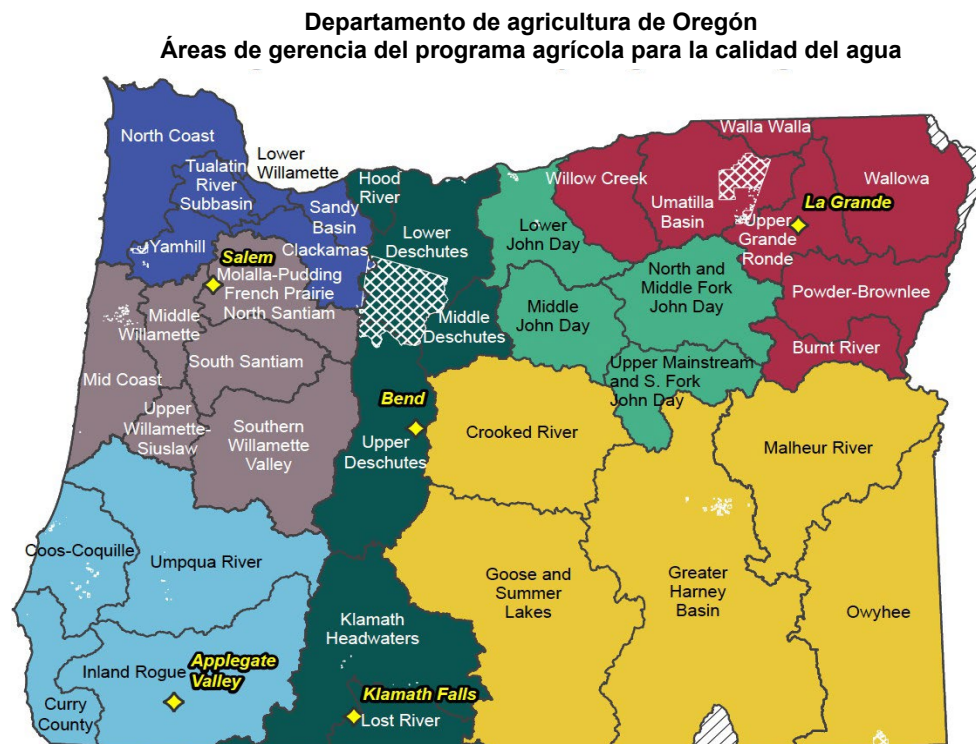 Departamento de agricultura de Oregón
Áreas de gerencia del programa agrícola para la calidad del agua
North Coast
Tualatin
River
Subbasin
Lower
Willamette
Yamhill
Sandy
Basin
Clackamas
Hood
River
Lower
Deschutes
Willow Creek
Walla Walla
Umatilla
Basin
Wallowa
La Grande
Upper
Grande
Ronde
Lower
John Day
Salem
Molalla-Pudding
French Prairie
North Santiam
Middle
Willamette
Middle
Deschutes
Middle
John Day
North and
Middle Fork
John Day
Powder-Brownlee
Burnt River
South Santiam
Mid Coast
Upper
Willamette-
Siuslaw
Southern
Willamette
Valley
Bend
Upper
Deschutes
Crooked River
Upper Mainstream
and S. Fork
John Day
Malheur River
Coos-Coquille
Umpqua River
Goose and
Summer
Lakes
Greater
Harney
Basin
Owyhee
Klamath
Headwaters
Inland Rogue
Applegate
Valley
Curry
County
Klamath Falls
Lost River